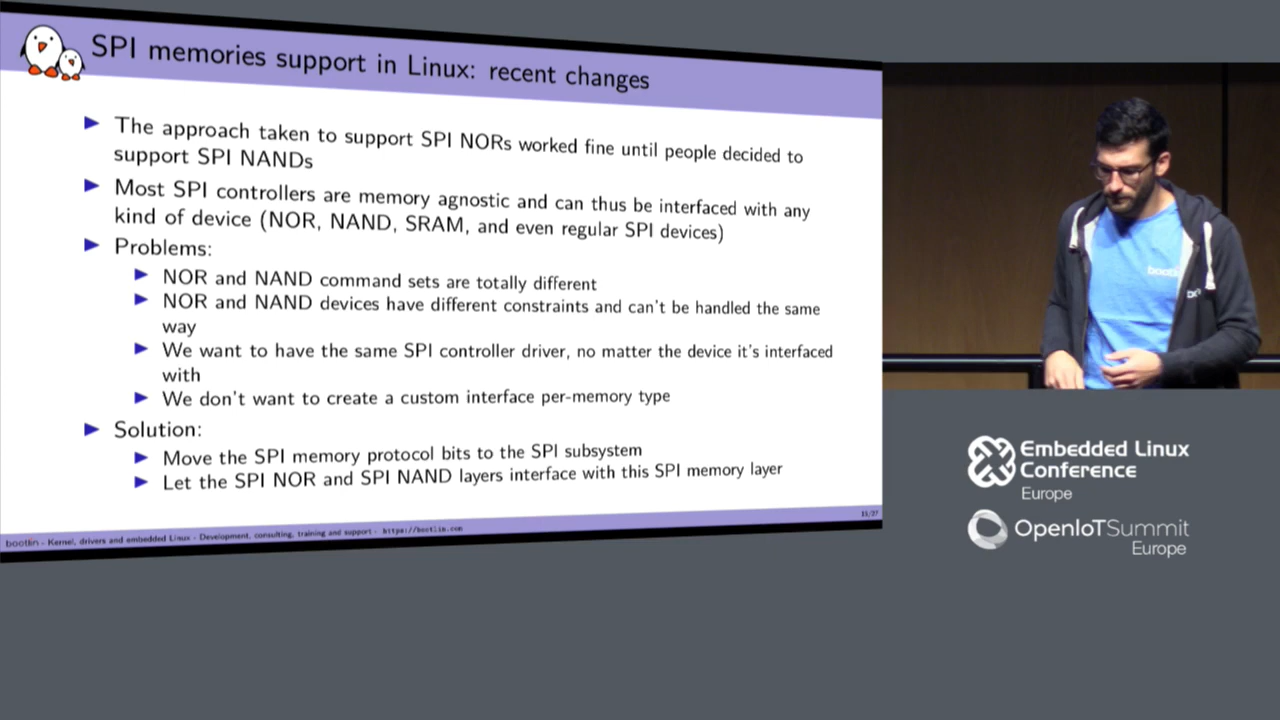 SPI memories support in Linux: recent changes
The approach taken to support SPI NORs worked fine until people decided to
support SPI NANDs
Most SPI controllers are memory agnostic and can thus be interfaced with any
kind of device (NOR, NAND, SRAM, and even regular SPI devices)
Problems:
NOR and NAND command sets are totally different
NOR and NAND devices have different constraints and can't be handled the same
way
We want to have the same SPI controller driver, no matter the device it's interfaced
with
We don't want to create a custom interface per-memory type
Solution:
Move the SPI memory protocol bits to the SPI subsystem
Let the SPI NOR and SPI NAND layers interface with this SPI memory layer
bootlin - Kernel, drivers and embedded Linux - Development, consulting, training and support - https://bootlin.com
11/27
Embedded Linux
Conference
Europe
OpenIoTSummit
Europe